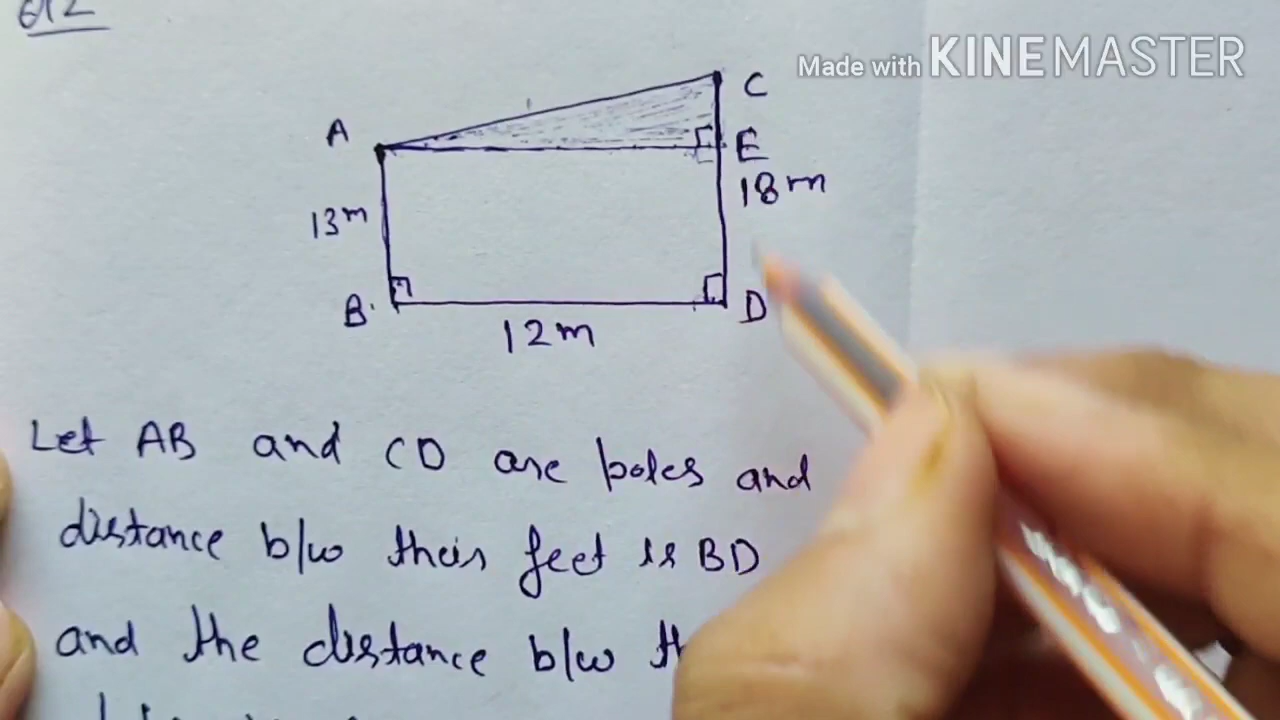 Q12
Made with KINEMASTER
C
A
E
18m
13m
B
D
12m
Let AB and CD are poles and
distance b/w their feet is BD
and the distance b/w